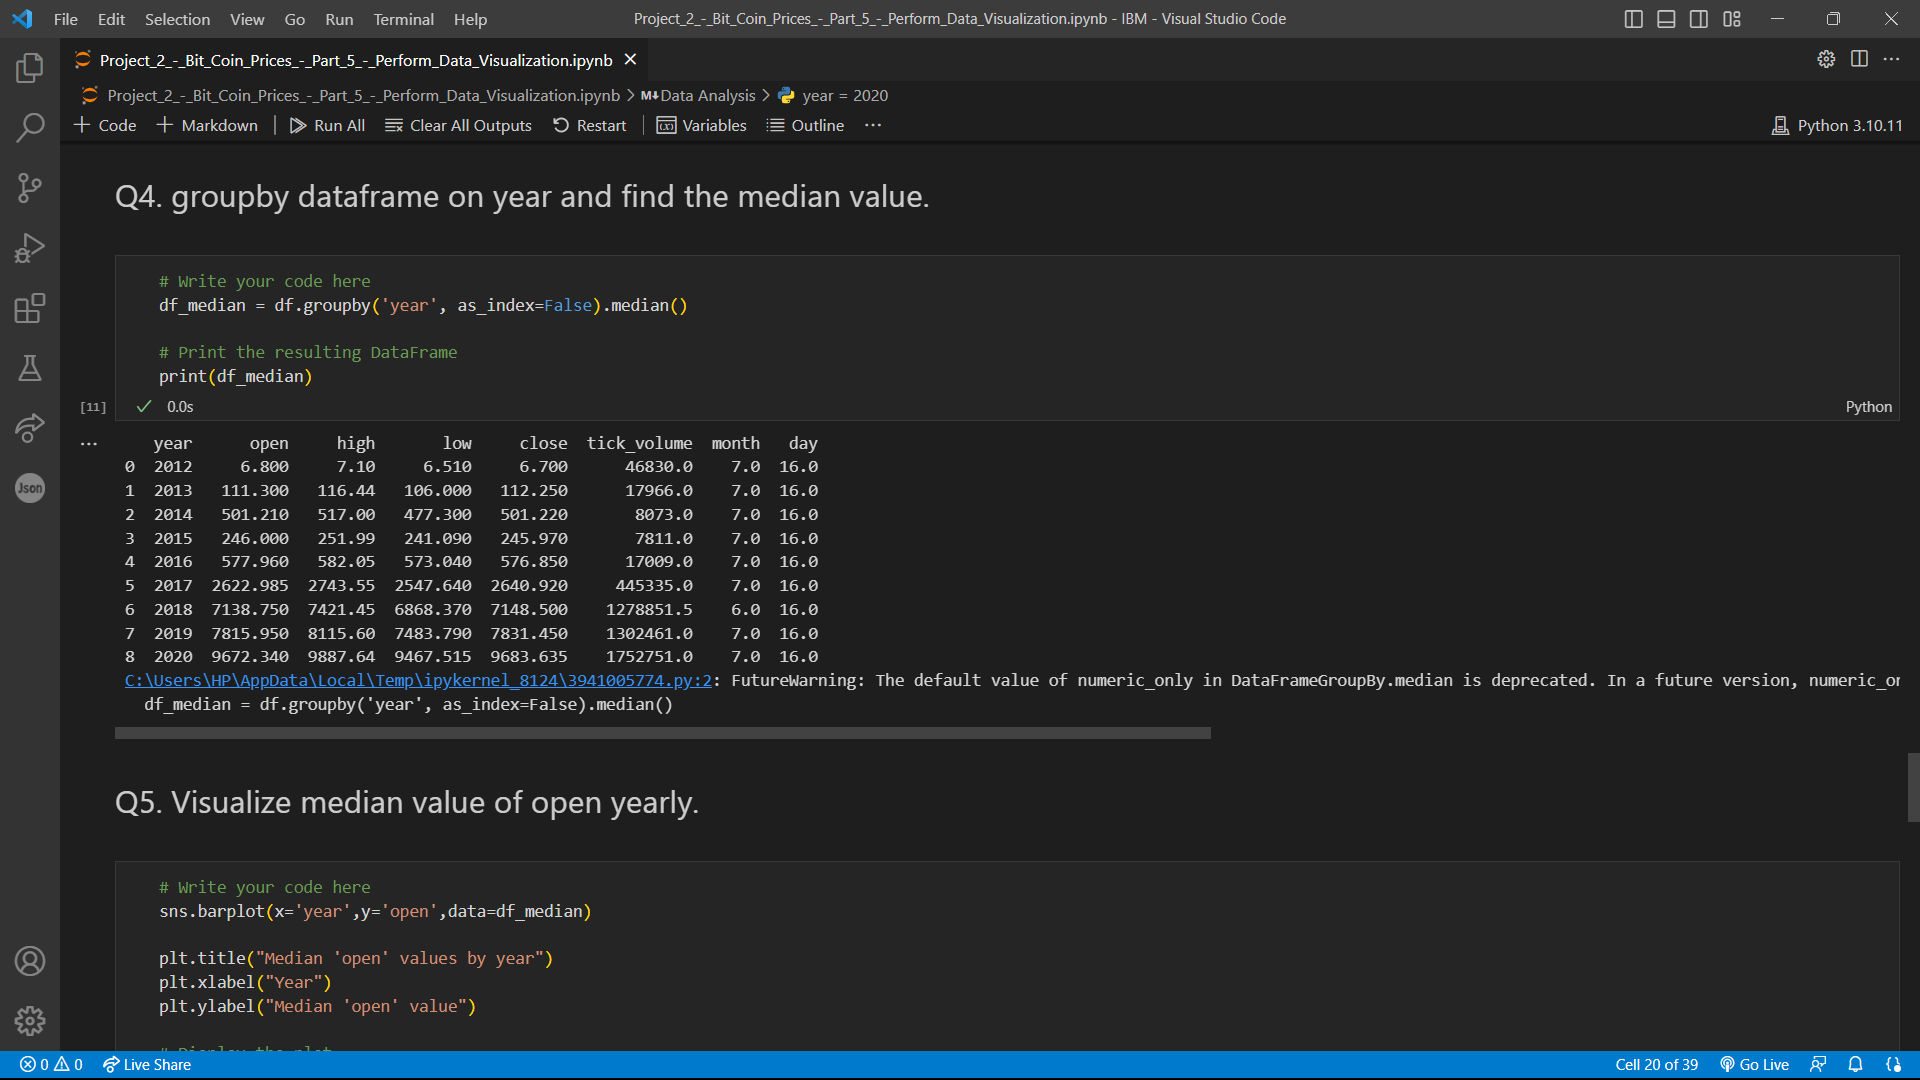 File Edit Selection View Go Run Terminal Help
Project_2_-_Bit_Coin_Prices_-_Part_5_-_Perform_Data_Visualization.ipynb - IBM - Visual Studio Code
Project_2_-_Bit_Coin_Prices_-_Part_5_-_Perform_Data_Visualization.ipynb
Project_2_-_Bit_Coin_Prices_-_Part_5_-_Perform_Data_Visualization.ipynb > M↓Data Analysis > year = 2020
+ Code + Markdown | Run All Clear All Outputs Restart | Variables Outline ···
Python 3.10.11
Q4. groupby dataframe on year and find the median value.
# Write your code here
df_median = df.groupby('year', as_index=False).median()
# Print the resulting DataFrame
print(df_median)
[11] ✓ 0.0s
Python
year open high low close tick_volume month day
0 2012 6.800 7.10 6.510 6.700 46830.0 7.0 16.0
1 2013 111.300 116.44 106.000 112.250 17966.0 7.0 16.0
2 2014 501.210 517.00 477.300 501.220 8073.0 7.0 16.0
3 2015 246.000 251.99 241.090 245.970 7811.0 7.0 16.0
4 2016 577.960 582.05 573.040 576.850 17009.0 7.0 16.0
5 2017 2622.985 2743.55 2547.640 2640.920 445335.0 7.0 16.0
6 2018 7138.750 7421.45 6868.370 7148.500 1278851.5 6.0 16.0
7 2019 7815.950 8115.60 7483.790 7831.450 1302461.0 7.0 16.0
8 2020 9672.340 9887.64 9467.515 9683.635 1752751.0 7.0 16.0
C:\Users\HP\AppData\Local\Temp\ipykernel_8124\3941005774.py:2: FutureWarning: The default value of numeric_only in DataFrameGroupBy.median is deprecated. In a future version, numeric_or
df_median = df.groupby('year', as_index=False).median()
Q5. Visualize median value of open yearly.
# Write your code here
sns.barplot(x='year',y='open',data=df_median)
plt.title("Median 'open' values by year")
plt.xlabel("Year")
plt.ylabel("Median 'open' value")
# Display the plot
Json
0 0 Live Share
Cell 20 of 39 Go Live